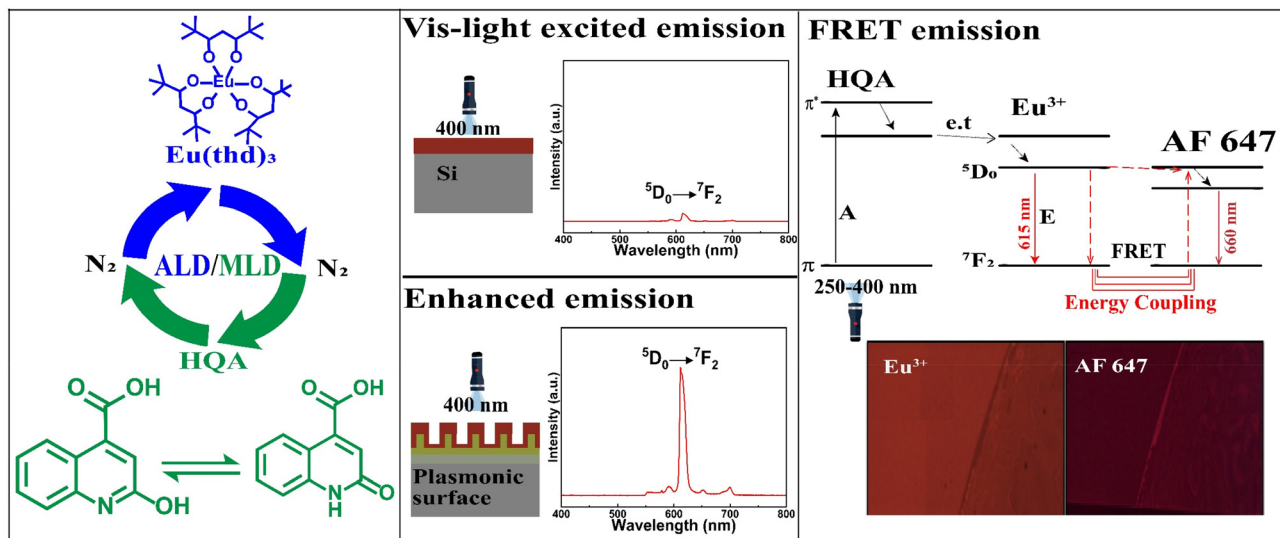 O
O
O
O
O
O
Eu
Eu(thd)₃
N₂
ALD/MLD
N₂
HQA
O
OH
N
OH
O
OH
N
H
O
Vis-light excited emission
400 nm
Si
Intensity (a.u.)
⁵D₀→⁷F₂
400 500 600 700 800
Wavelength (nm)
Enhanced emission
400 nm
Plasmonic
surface
Intensity (a.u.)
⁵D₀→⁷F₂
400 500 600 700 800
Wavelength (nm)
FRET emission
HQA
π*
Eu³⁺
e.t
AF 647
⁵D₀
A
615 nm
E
660 nm
FRET
π
⁷F₂
250-400 nm
Energy Coupling
Eu³⁺
AF 647